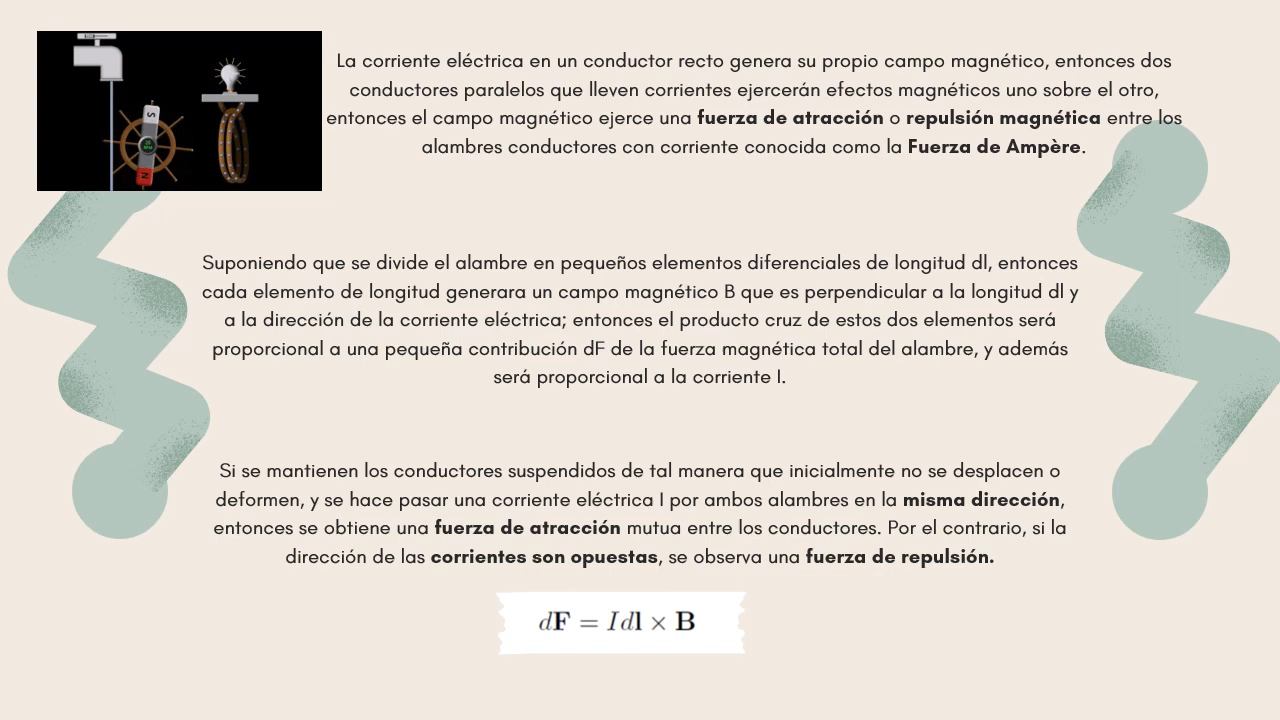 S
N
La corriente eléctrica en un conductor recto genera su propio campo magnético, entonces dos
conductores paralelos que lleven corrientes ejercerán efectos magnéticos uno sobre el otro,
entonces el campo magnético ejerce una fuerza de atracción o repulsión magnética entre los
alambres conductores con corriente conocida como la Fuerza de Ampère.
Suponiendo que se divide el alambre en pequeños elementos diferenciales de longitud dl, entonces
cada elemento de longitud generara un campo magnético B que es perpendicular a la longitud dl y
a la dirección de la corriente eléctrica; entonces el producto cruz de estos dos elementos será
proporcional a una pequeña contribución dF de la fuerza magnética total del alambre, y además
será proporcional a la corriente I.
Si se mantienen los conductores suspendidos de tal manera que inicialmente no se desplacen o
deformen, y se hace pasar una corriente eléctrica I por ambos alambres en la misma dirección,
entonces se obtiene una fuerza de atracción mutua entre los conductores. Por el contrario, si la
dirección de las corrientes son opuestas, se observa una fuerza de repulsión.
dF = Idl × B